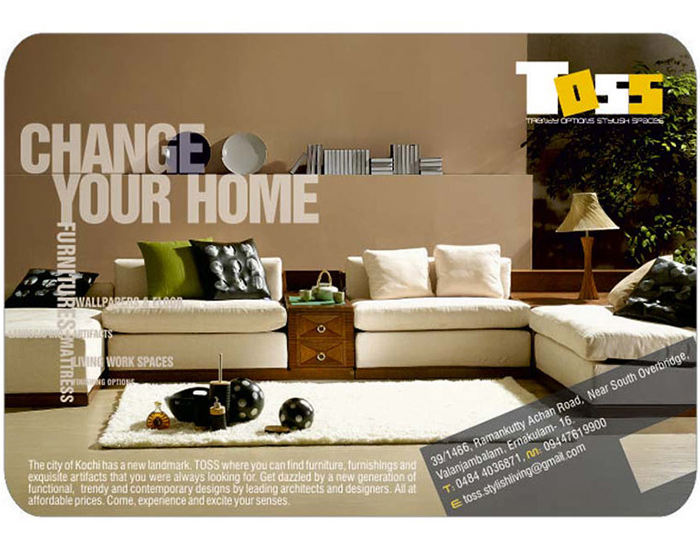 TOSS
TRENDY OPTIONS STYLISH SPACES
CHANGE
YOUR HOME
FURNITURES MATTRESS
WALLPAPERS & FLOOR
ARTIFACTS
LIVING WORK SPACES
OPTIONS
39/1466, Ramankutty Achan Road, Near South Overbridge,
Valanjambalam, Ernakulam- 16.
T: 0484 4036871, M: 09447619900
E: toss.stylishliving@gmail.com
The city of Kochi has a new landmark. TOSS where you can find furniture, furnishings and
exquisite artifacts that you were always looking for. Get dazzled by a new generation of
functional, trendy and contemporary designs by leading architects and designers. All at
affordable prices. Come, experience and excite your senses.